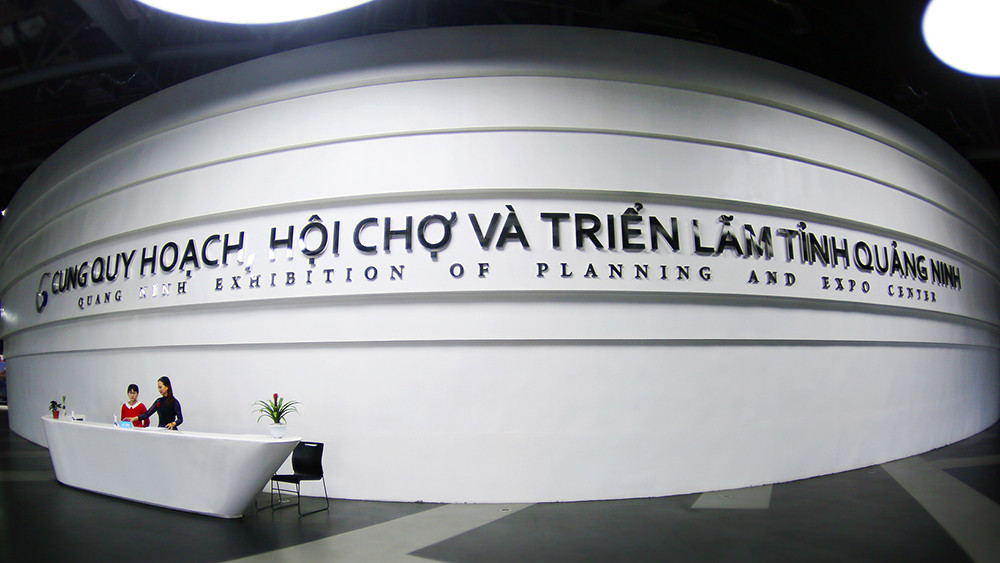 CUNG QUY HOẠCH, HỘI CHỢ VÀ TRIỂN LÃM TỈNH QUẢNG NINH
QUANG NINH EXHIBITION OF PLANNING AND EXPO CENTER